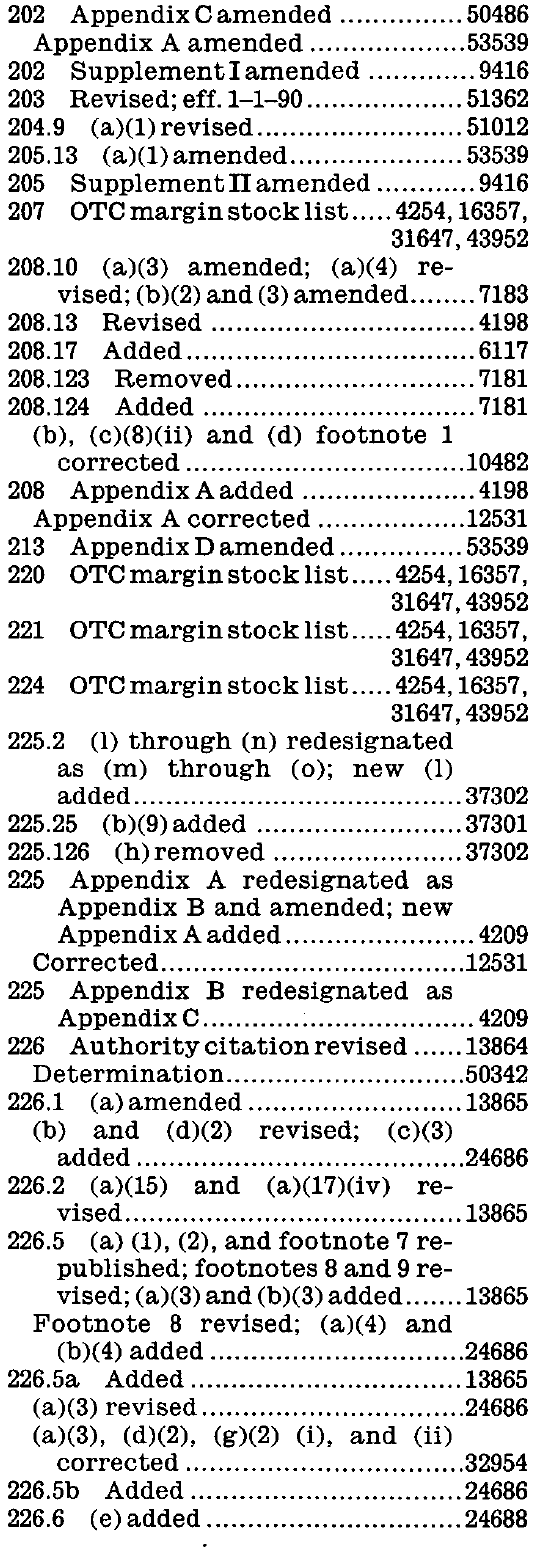 202 Appendix C amended ..............50486
Appendix A amended ..................53539
202 Supplement I amended .............9416
203 Revised; eff. 1–1–90..................51362
204.9 (a)(1) revised........................51012
205.13 (a)(1) amended....................53539
205 Supplement II amended .............9416
207 OTC margin stock list..... 4254, 16357,
31647, 43952
208.10 (a)(3) amended; (a)(4) re-
vised; (b)(2) and (3) amended........7183
208.13 Revised ..............................4198
208.17 Added.................................6117
208.123 Removed...........................7181
208.124 Added ..............................7181
(b), (c)(8)(ii) and (d) footnote 1
corrected ................................10482
208 Appendix A added ....................4198
Appendix A corrected .................12531
213 Appendix D amended ..............53539
220 OTC margin stock list..... 4254, 16357,
31647, 43952
221 OTC margin stock list..... 4254, 16357,
31647, 43952
224 OTC margin stock list..... 4254, 16357,
31647, 43952
225.2 (l) through (n) redesignated
as (m) through (o); new (l)
added......................................37302
225.25 (b)(9) added .......................37301
225.126 (h) removed .....................37302
225 Appendix A redesignated as
Appendix B and amended; new
Appendix A added ......................4209
Corrected...................................12531
225 Appendix B redesignated as
Appendix C...............................4209
226 Authority citation revised ......13864
Determination...........................50342
226.1 (a) amended ........................13865
(b) and (d)(2) revised; (c)(3)
added ......................................24686
226.2 (a)(15) and (a)(17)(iv) re-
vised.......................................13865
226.5 (a) (1), (2), and footnote 7 re-
published; footnotes 8 and 9 re-
vised; (a)(3) and (b)(3) added.......13865
Footnote 8 revised; (a)(4) and
(b)(4) added .............................24686
226.5a Added ...............................13865
(a)(3) revised..............................24686
(a)(3), (d)(2), (g)(2) (i), and (ii)
corrected ................................32954
226.5b Added ...............................24686
226.6 (e) added .............................24688